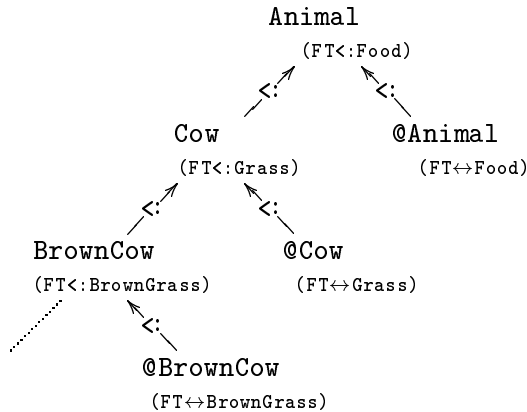 Animal
(FT<:Food)
<: <:
Cow @Animal
(FT<:Grass) (FT↔Food)
<: <:
BrownCow @Cow
(FT<:BrownGrass) (FT↔Grass)
<:
@BrownCow
(FT↔BrownGrass)